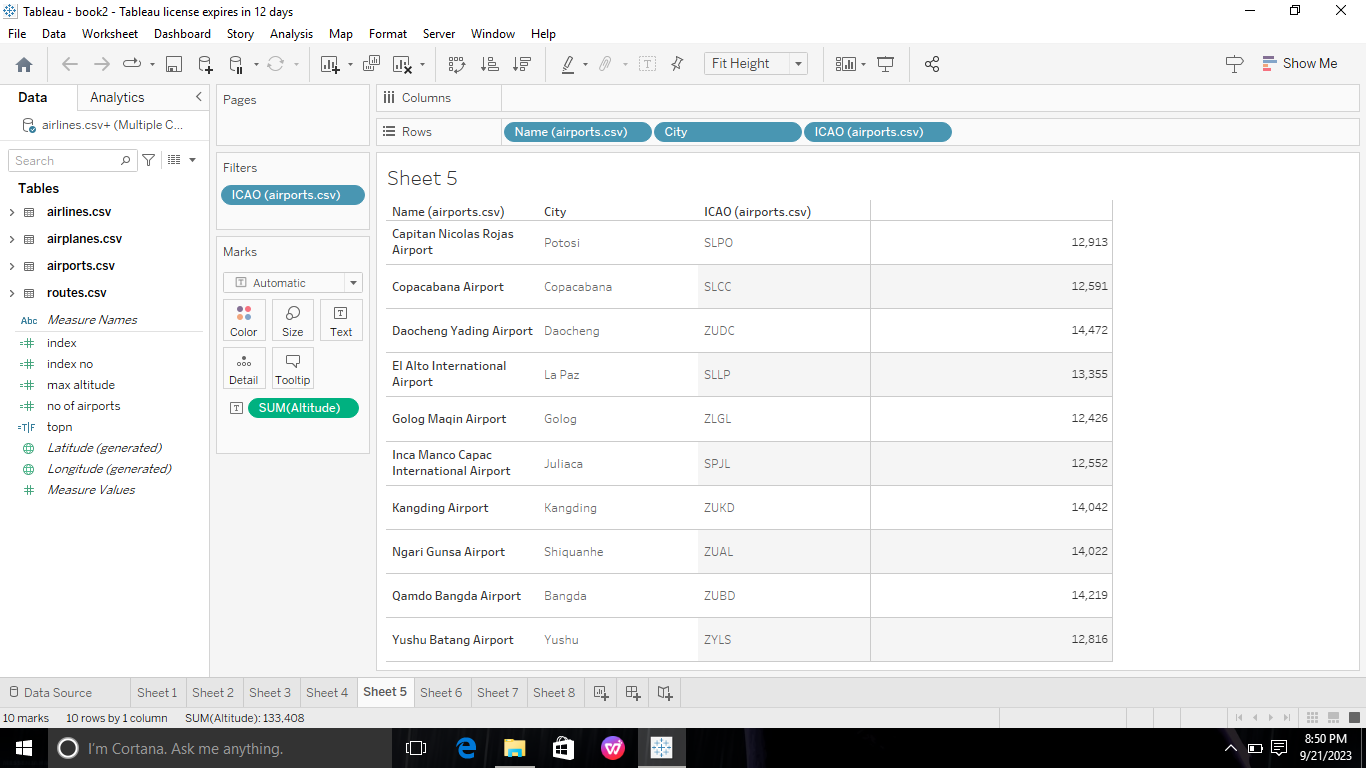 Tableau - book2 - Tableau license expires in 12 days
File Data Worksheet Dashboard Story Analysis Map Format Server Window Help
Fit Height
Show Me
Data Analytics
airlines.csv+ (Multiple C...
Search
Tables
airlines.csv
airplanes.csv
airports.csv
routes.csv
Abc Measure Names
index
index no
max altitude
no of airports
=T|F topn
Latitude (generated)
Longitude (generated)
Measure Values
Pages
Filters
ICAO (airports.csv)
Marks
Automatic
Color Size Text
Detail Tooltip
SUM(Altitude)
Columns
Rows Name (airports.csv) City ICAO (airports.csv)
Sheet 5
Name (airports.csv) City ICAO (airports.csv)
Capitan Nicolas Rojas
Airport Potosi SLPO 12,913
Copacabana Airport Copacabana SLCC 12,591
Daocheng Yading Airport Daocheng ZUDC 14,472
El Alto International
Airport La Paz SLLP 13,355
Golog Maqin Airport Golog ZLGL 12,426
Inca Manco Capac
International Airport Juliaca SPJL 12,552
Kangding Airport Kangding ZUKD 14,042
Ngari Gunsa Airport Shiquanhe ZUAL 14,022
Qamdo Bangda Airport Bangda ZUBD 14,219
Yushu Batang Airport Yushu ZYLS 12,816
Data Source Sheet 1 Sheet 2 Sheet 3 Sheet 4 Sheet 5 Sheet 6 Sheet 7 Sheet 8
10 marks 10 rows by 1 column SUM(Altitude): 133,408
I'm Cortana. Ask me anything.
8:50 PM
9/21/2023